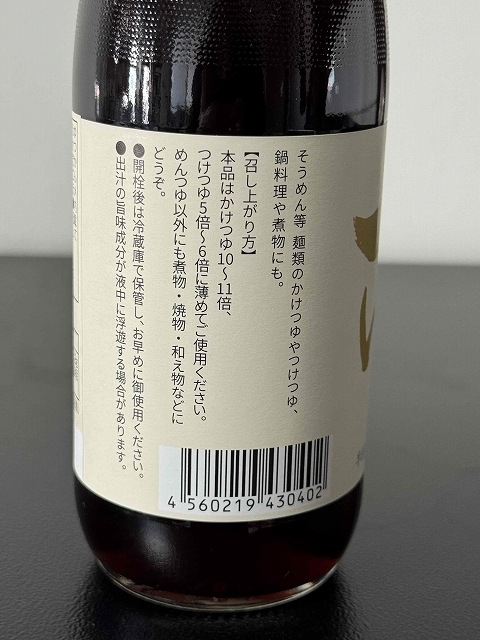 そうめん等 麺類のかけつゆやつけつゆ、
鍋料理や煮物にも。
【召し上がり方】
本品はかけつゆ10〜11倍、
つけつゆ5倍〜6倍に薄めてご使用ください。
めんつゆ以外にも煮物・焼物・和え物などに
どうぞ。
●開栓後は冷蔵庫で保管し、お早めに御使用ください。
●出汁の旨味成分が液中に浮遊する場合があります。
4 560219 430402